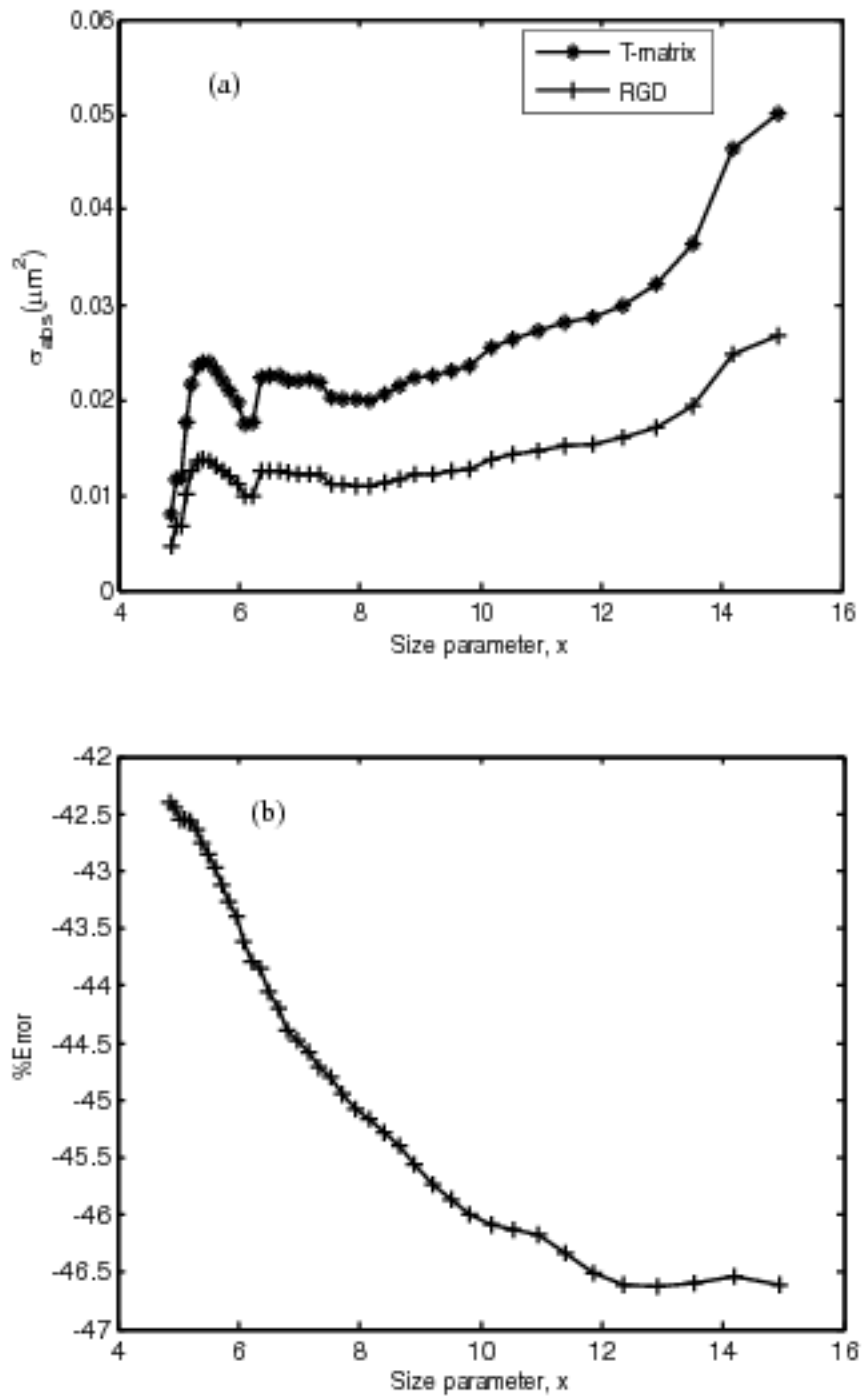 0.06
(a)
T-matrix
RGD
0.05
0.04
σabs(μm²)
0.03
0.02
0.01
0
4 6 8 10 12 14 16
Size parameter, x
-42
(b)
-42.5
-43
-43.5
-44
%Error
-44.5
-45
-45.5
-46
-46.5
-47
4 6 8 10 12 14 16
Size parameter, x